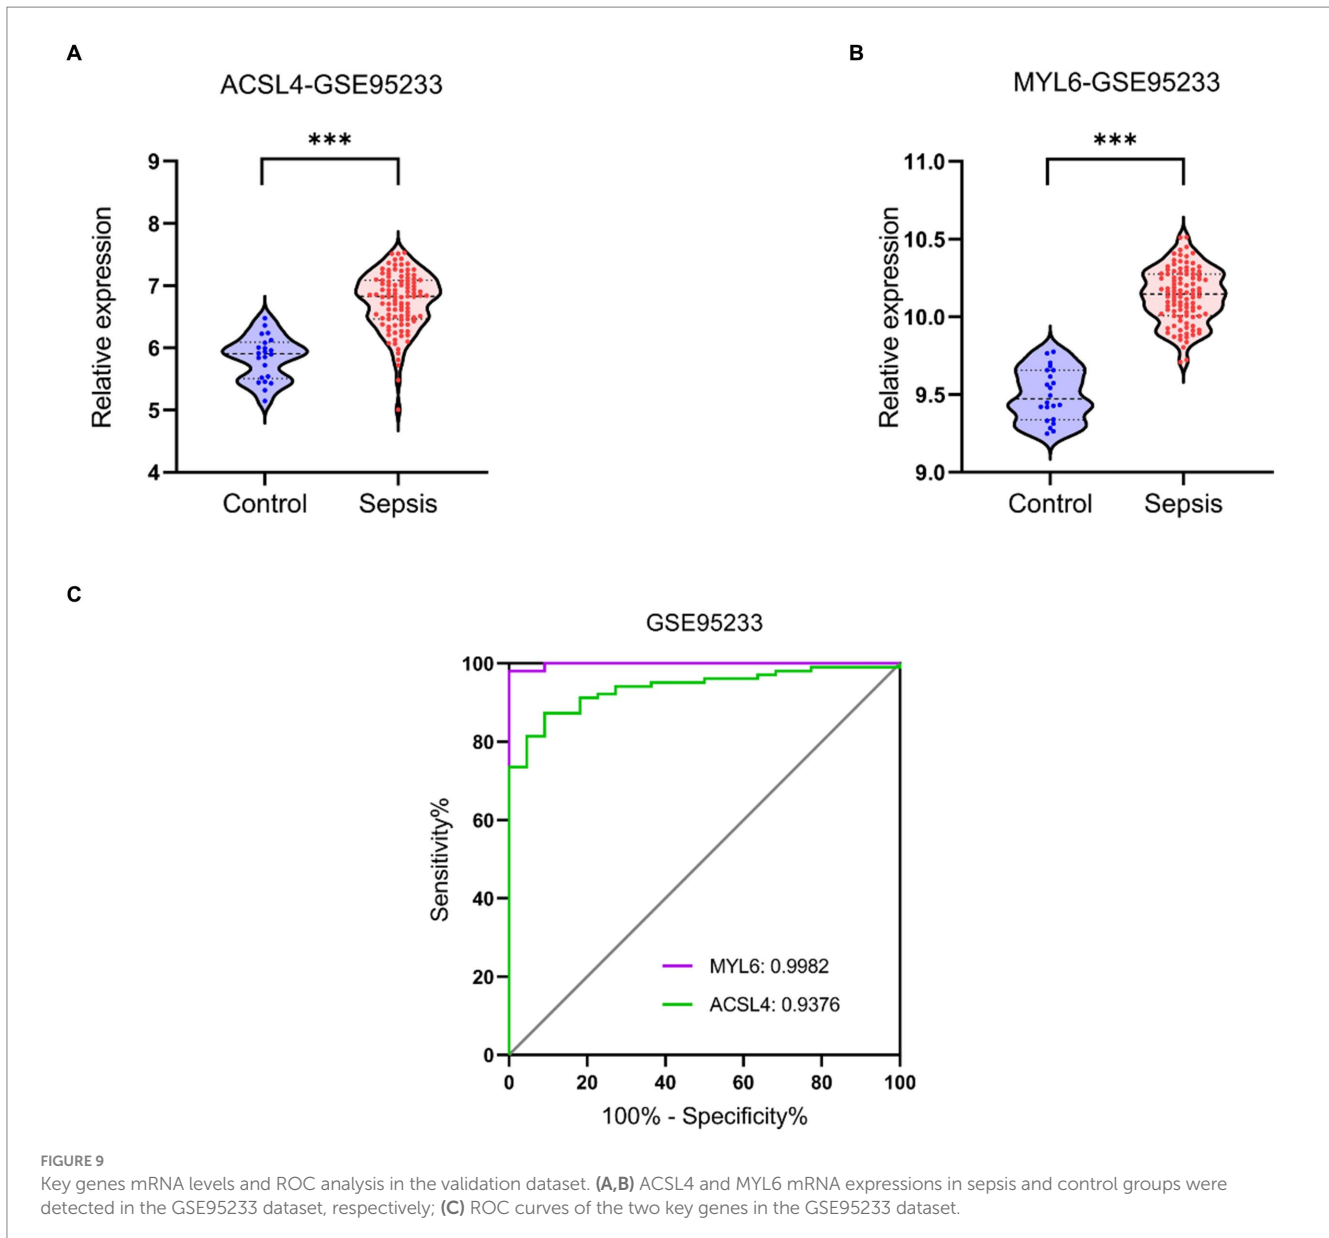 A
ACSL4-GSE95233
***
Relative expression
9
8
7
6
5
4
Control Sepsis
B
MYL6-GSE95233
***
Relative expression
11.0
10.5
10.0
9.5
9.0
Control Sepsis
C
GSE95233
Sensitivity%
100
80
60
40
20
0
MYL6: 0.9982
ACSL4: 0.9376
0 20 40 60 80 100
100% - Specificity%
FIGURE 9
Key genes mRNA levels and ROC analysis in the validation dataset. (A,B) ACSL4 and MYL6 mRNA expressions in sepsis and control groups were
detected in the GSE95233 dataset, respectively; (C) ROC curves of the two key genes in the GSE95233 dataset.